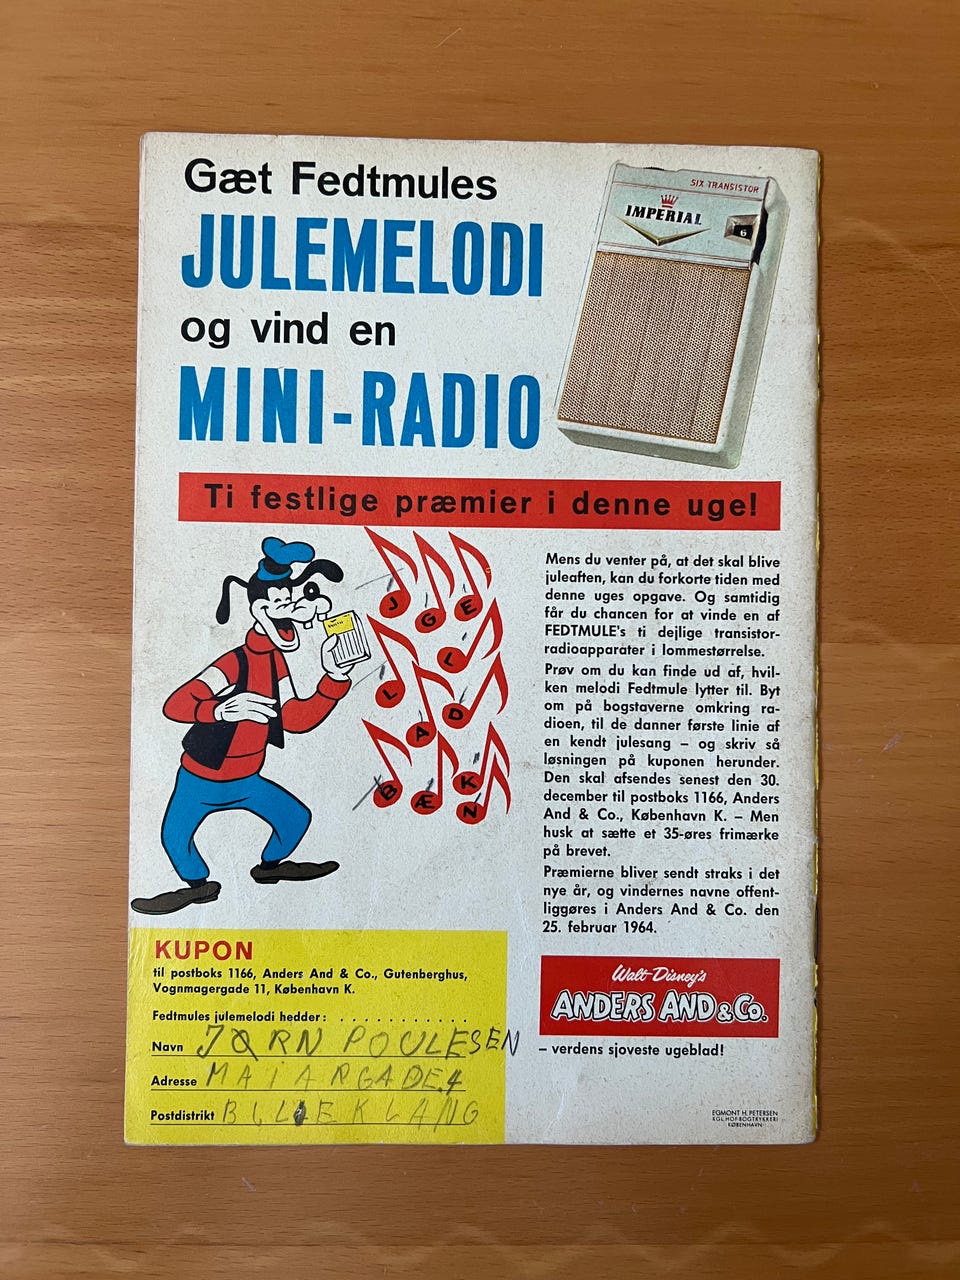 Gæt Fedtmules
JULEMELODI
og vind en
MINI-RADIO
SIX TRANSISTOR
IMPERIAL
6
Ti festlige præmier i denne uge!
J
G
E
L
L
D
A
B
Æ
K
N
Mens du venter på, at det skal blive
juleaften, kan du forkorte tiden med
denne uges opgave. Og samtidig
får du chancen for at vinde en af
FEDTMULE's ti dejlige transistor-
radioapparater i lommestørrelse.
Prøv om du kan finde ud af, hvil-
ken melodi Fedtmule lytter til. Byt
om på bogstaverne omkring ra-
dioen, til de danner første linie af
en kendt julesang – og skriv så
løsningen på kuponen herunder.
Den skal afsendes senest den 30.
december til postboks 1166, Anders
And & Co., København K. – Men
husk at sætte et 35-øres frimærke
på brevet.
Præmierne bliver sendt straks i det
nye år, og vindernes navne offent-
liggøres i Anders And & Co. den
25. februar 1964.
KUPON
til postboks 1166, Anders And & Co., Gutenberghus,
Vognmagergade 11, København K.
Fedtmules julemelodi hedder: . . . . . . . . . . .
Navn JØRN POULESEN
Adresse MAIARGADE 4
Postdistrikt
Walt Disney's
ANDERS AND & Co.
– verdens sjoveste ugeblad!
EGMONT H. PETERSEN
KGL. HOF-BOGTRYKKERI
KØBENHAVN